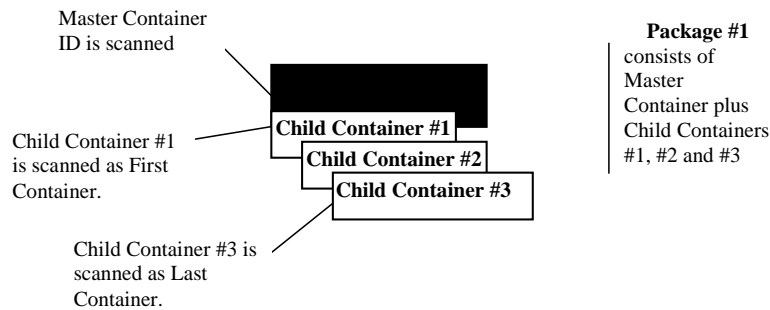 Master Container
ID is scanned
Package #1
consists of
Master
Container plus
Child Containers
#1, #2 and #3
Child Container #1
is scanned as First
Container.
Child Container #1
Child Container #2
Child Container #3
Child Container #3 is
scanned as Last
Container.